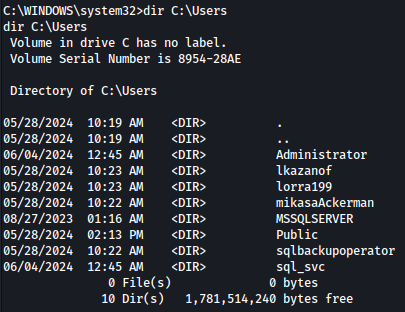 C:\WINDOWS\system32>dir C:\Users
dir C:\Users
 Volume in drive C has no label.
 Volume Serial Number is 8954-28AE

 Directory of C:\Users

05/28/2024  10:19 AM    <DIR>          .
05/28/2024  10:19 AM    <DIR>          ..
06/04/2024  12:45 AM    <DIR>          Administrator
05/28/2024  10:23 AM    <DIR>          lkazanof
05/28/2024  10:23 AM    <DIR>          lorra199
05/28/2024  10:22 AM    <DIR>          mikasaAckerman
08/27/2023  01:16 AM    <DIR>          MSSQLSERVER
05/28/2024  02:13 PM    <DIR>          Public
05/28/2024  10:22 AM    <DIR>          sqlbackupoperator
06/04/2024  12:45 AM    <DIR>          sql_svc
               0 File(s)              0 bytes
              10 Dir(s)   1,781,514,240 bytes free